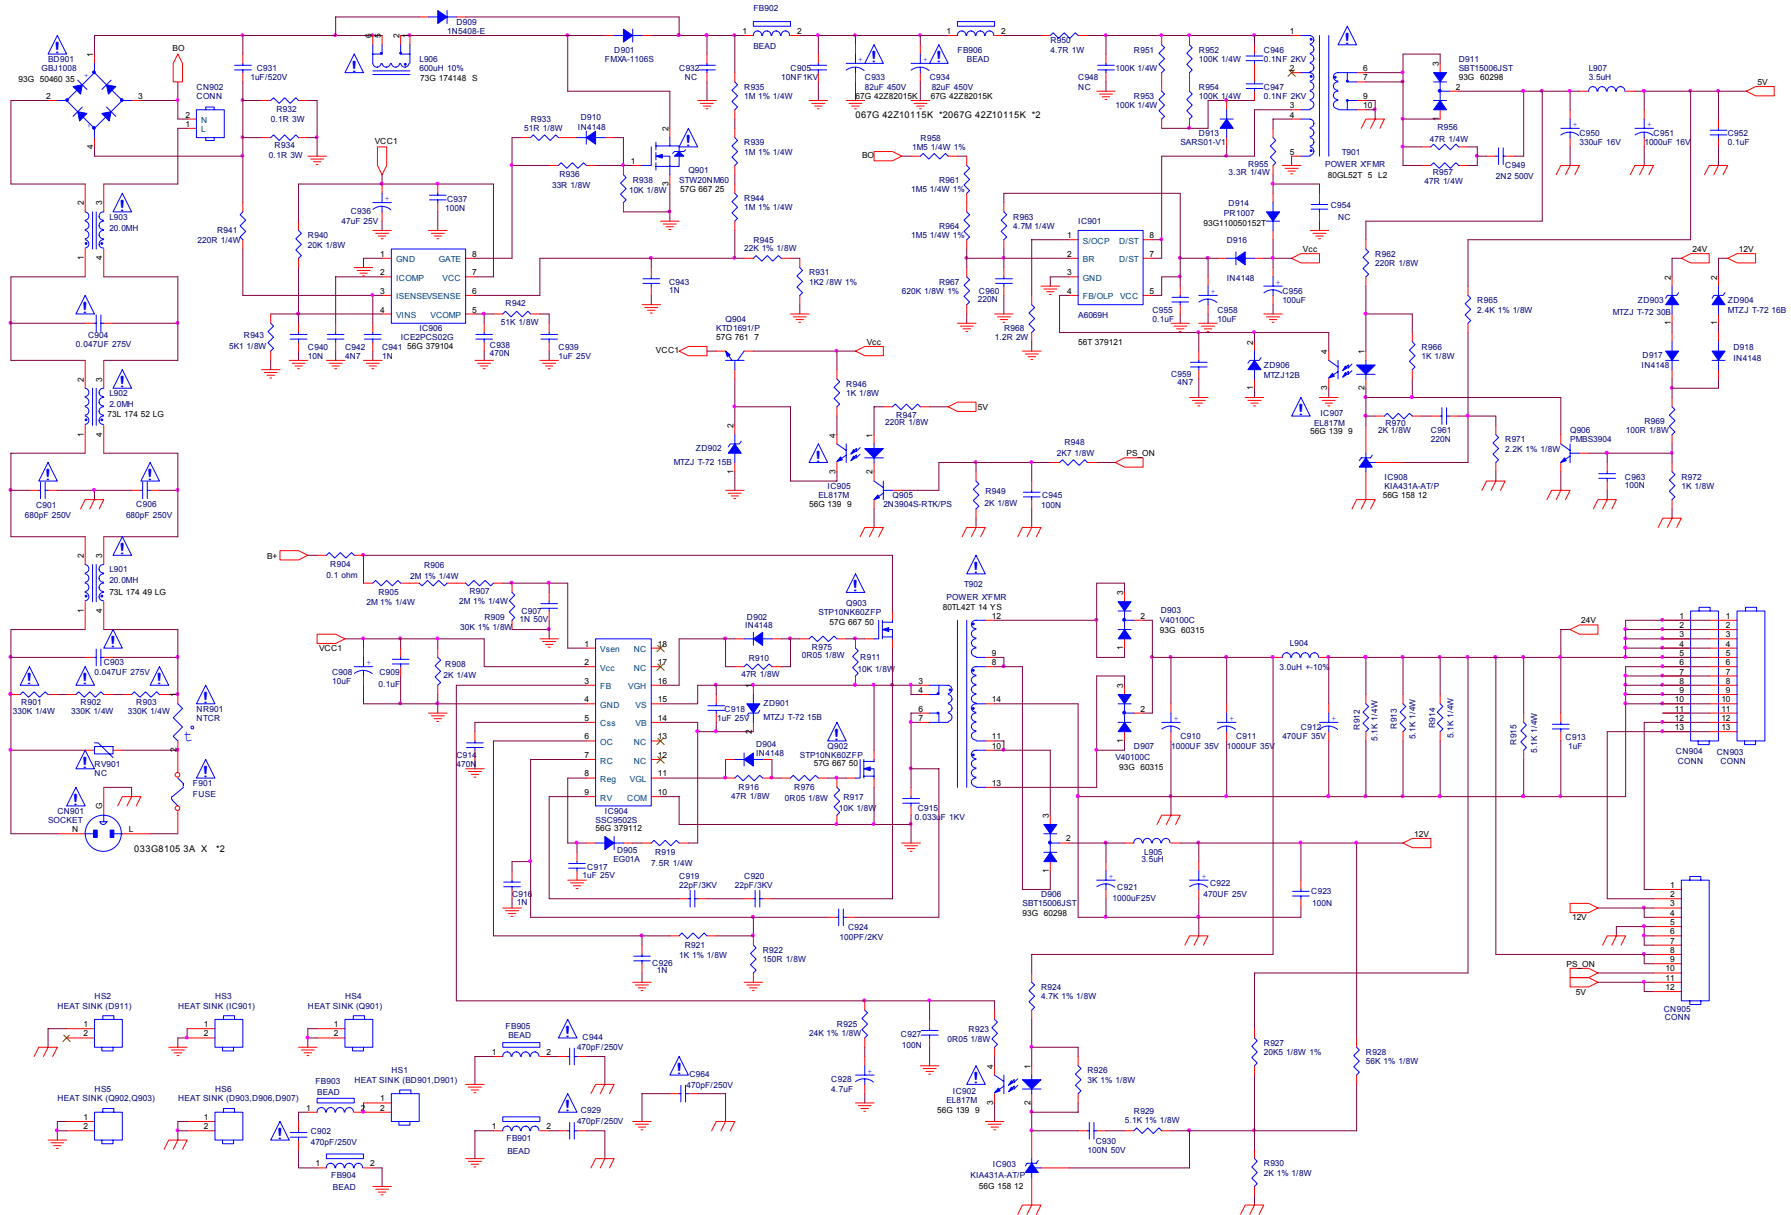 BD901
GBJ1008
93G 50460 35
BO
CN902
CONN
C931
1uF/520V
R932
0.1R 3W
R934
0.1R 3W
D909
1N5408-E
L906
600uH 10%
73G 174148 S
D901
FMXA-1106S
FB902
BEAD
C932
NC
C905
10NF1KV
C933
82uF 450V
67G 42Z82015K
C934
82uF 450V
67G 42Z82015K
067G 42Z10115K *2067G 42Z10115K *2
FB906
BEAD
R950
4.7R 1W
C948
NC
R951
100K 1/4W
R952
100K 1/4W
R953
100K 1/4W
R954
100K 1/4W
C946
0.1NF 2KV
C947
0.1NF 2KV
D913
SARS01-V1
R955
3.3R 1/4W
T901
POWER XFMR
80GL52T 5 L2
D911
SBT15006JST
93G 60298
L907
3.5uH
5V
R956
47R 1/4W
R957
47R 1/4W
C949
2N2 500V
C950
330uF 16V
C951
1000uF 16V
C952
0.1uF
L903
20.0MH
R941
220R 1/4W
VCC1
C936
47uF 25V
C937
100N
R940
20K 1/8W
R933
51R 1/8W
D910
IN4148
R936
33R 1/8W
R938
10K 1/8W
Q901
STW20NM60
57G 667 25
R935
1M 1% 1/4W
R939
1M 1% 1/4W
R944
1M 1% 1/4W
R945
22K 1% 1/8W
R931
1K2 /8W 1%
C943
1N
GND
ICOMP
ISENSE
VINS
GATE
VCC
VSENSE
VCOMP
IC906
ICE2PCS02G
56G 379104
R942
51K 1/8W
C938
470N
C939
1uF 25V
R943
5K1 1/8W
C940
10N
C942
4N7
C941
1N
BO
R958
1M5 1/4W 1%
R961
1M5 1/4W 1%
R964
1M5 1/4W 1%
R967
620K 1/8W 1%
C960
220N
R963
4.7M 1/4W
R968
1.2R 2W
IC901
S/OCP
BR
GND
FB/OLP
D/ST
D/ST
VCC
A6069H
56T 379121
D914
PR1007
93G110050152T
C954
NC
D916
IN4148
Vcc
C955
0.1uF
C958
10uF
C956
100uF
R962
220R 1/8W
R965
2.4K 1% 1/8W
R966
1K 1/8W
24V
12V
ZD903
MTZJ T-72 30B
ZD904
MTZJ T-72 16B
D917
IN4148
D918
IN4148
C959
4N7
ZD906
MTZJ12B
IC907
EL817M
56G 139 9
R970
2K 1/8W
C961
220N
IC908
KIA431A-AT/P
56G 158 12
R971
2.2K 1% 1/8W
Q906
PMBS3904
R969
100R 1/8W
C963
100N
R972
1K 1/8W
C904
0.047UF 275V
L902
2.0MH
73L 174 52 LG
C901
680pF 250V
C906
680pF 250V
Q904
KTD1691/P
57G 761 7
VCC1
Vcc
R946
1K 1/8W
ZD902
MTZJ T-72 15B
IC905
EL817M
56G 139 9
R947
220R 1/8W
5V
Q905
2N3904S-RTK/PS
R948
2K7 1/8W
PS_ON
R949
2K 1/8W
C945
100N
L901
20.0MH
73L 174 49 LG
C903
0.047UF 275V
R901
330K 1/4W
R902
330K 1/4W
R903
330K 1/4W
NR901
NTCR
t
RV901
NC
F901
FUSE
CN901
SOCKET
G
N
L
033G8105 3A X *2
B+
R904
0.1 ohm
R905
2M 1% 1/4W
R906
2M 1% 1/4W
R907
2M 1% 1/4W
R909
30K 1% 1/8W
C907
1N 50V
VCC1
C908
10uF
C909
0.1uF
R908
2K 1/4W
Vsen
Vcc
FB
GND
Css
OC
RC
Reg
RV
NC
NC
VGH
VS
VB
NC
NC
VGL
COM
IC904
SSC9502S
56G 379112
C914
470N
D902
IN4148
R910
47R 1/8W
R975
0R05 1/8W
Q903
STP10NK60ZFP
57G 667 50
R911
10K 1/8W
C918
1uF 25V
ZD901
MTZJ T-72 15B
D904
IN4148
R916
47R 1/8W
R976
0R05 1/8W
Q902
STP10NK60ZFP
57G 667 50
R917
10K 1/8W
C915
0.033uF 1KV
D905
EG01A
R919
7.5R 1/4W
C917
1uF 25V
C916
1N
C919
22pF/3KV
C920
22pF/3KV
C924
100PF/2KV
R921
1K 1% 1/8W
R922
150R 1/8W
C926
1N
T902
POWER XFMR
80TL42T 14 YS
D903
V40100C
93G 60315
D907
V40100C
93G 60315
L904
3.0uH +-10%
C910
1000UF 35V
C911
1000UF 35V
C912
470UF 35V
R912
5.1K 1/4W
R913
5.1K 1/4W
R914
5.1K 1/4W
R915
5.1K 1/4W
C913
1uF
24V
CN904
CONN
CN903
CONN
D906
SBT15006JST
93G 60298
L905
3.5uH
12V
C921
1000uF25V
C922
470UF 25V
C923
100N
12V
PS_ON
5V
CN905
CONN
R924
4.7K 1% 1/8W
R925
24K 1% 1/8W
C927
100N
R923
0R05 1/8W
C928
4.7uF
IC902
EL817M
56G 139 9
R926
3K 1% 1/8W
R927
20K5 1/8W 1%
R928
56K 1% 1/8W
R929
5.1K 1% 1/8W
C930
100N 50V
IC903
KIA431A-AT/P
56G 158 12
R930
2K 1% 1/8W
HS2
HEAT SINK (D911)
HS3
HEAT SINK (IC901)
HS4
HEAT SINK (Q901)
HS5
HEAT SINK (Q902,Q903)
HS6
HEAT SINK (D903,D906,D907)
HS1
HEAT SINK (BD901,D901)
FB903
BEAD
C902
470pF/250V
FB904
BEAD
FB905
BEAD
C944
470pF/250V
FB901
BEAD
C929
470pF/250V
C964
470pF/250V